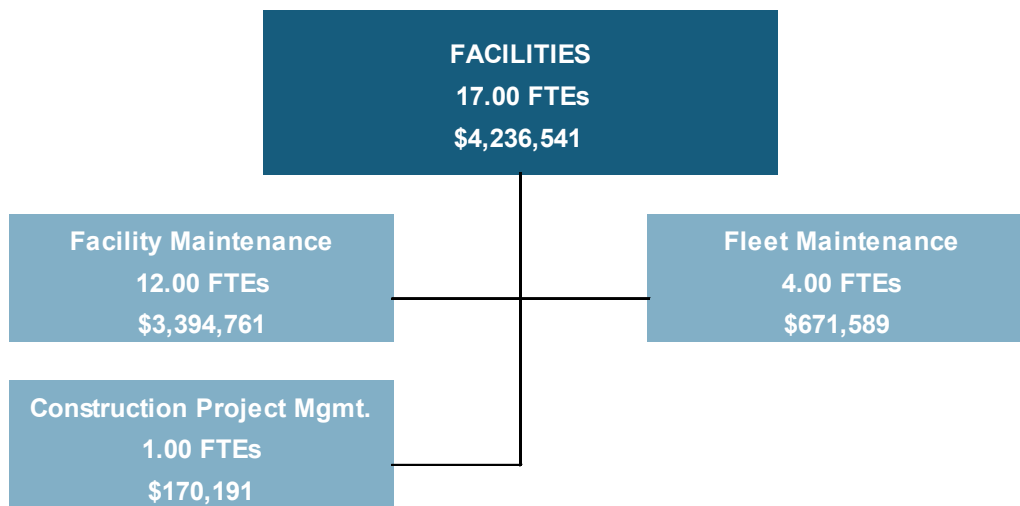 FACILITIES
17.00 FTEs
$4,236,541
Facility Maintenance
12.00 FTEs
$3,394,761
Fleet Maintenance
4.00 FTEs
$671,589
Construction Project Mgmt.
1.00 FTEs
$170,191